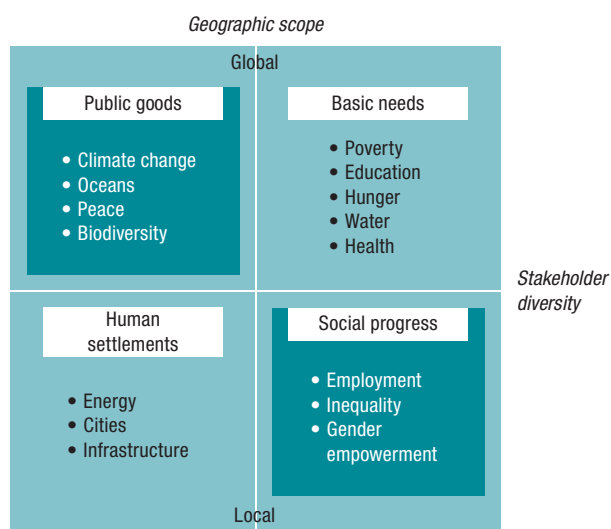 Geographic scope
Global
Public goods
• Climate change
• Oceans
• Peace
• Biodiversity
Basic needs
• Poverty
• Education
• Hunger
• Water
• Health
Stakeholder
diversity
Human
settlements
• Energy
• Cities
• Infrastructure
Social progress
• Employment
• Inequality
• Gender
empowerment
Local